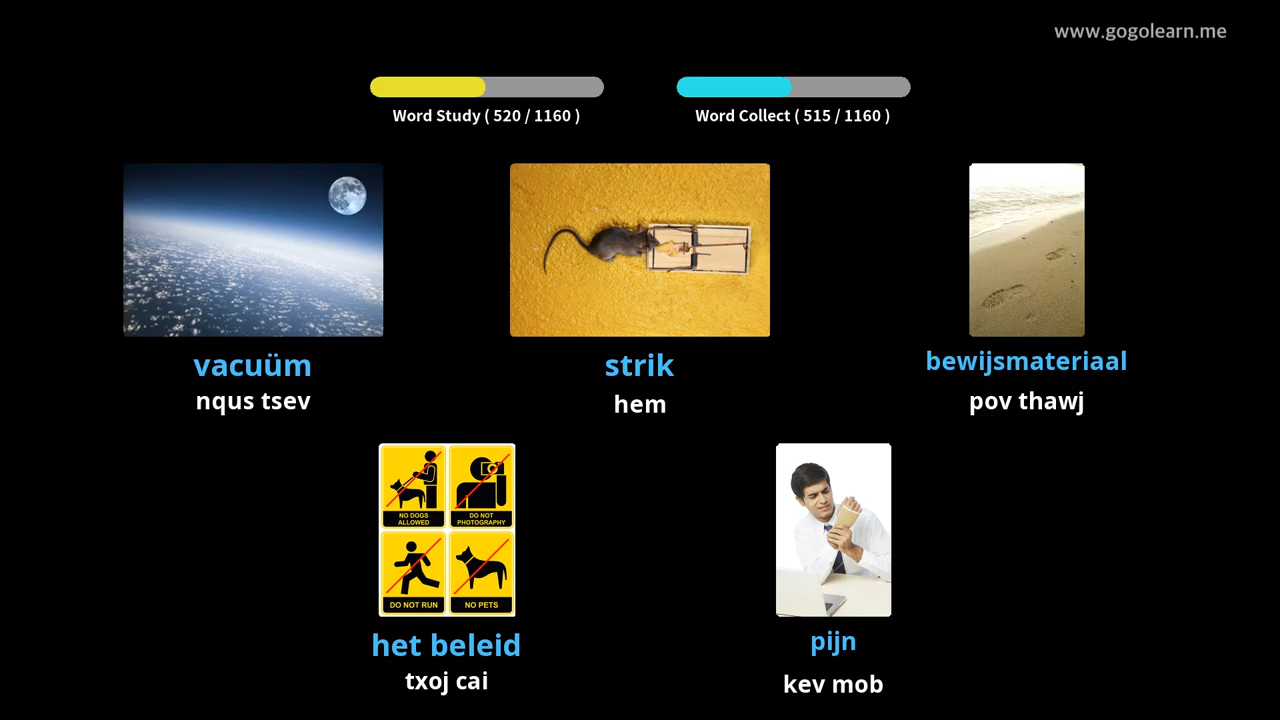 www.gogolearn.me
Word Study ( 520 / 1160 )
Word Collect ( 515 / 1160 )
vacuüm
nqus tsev
strik
hem
bewijsmateriaal
pov thawj
NO DOGS
ALLOWED
DO NOT
PHOTOGRAPHY
DO NOT RUN
NO PETS
het beleid
txoj cai
pijn
kev mob